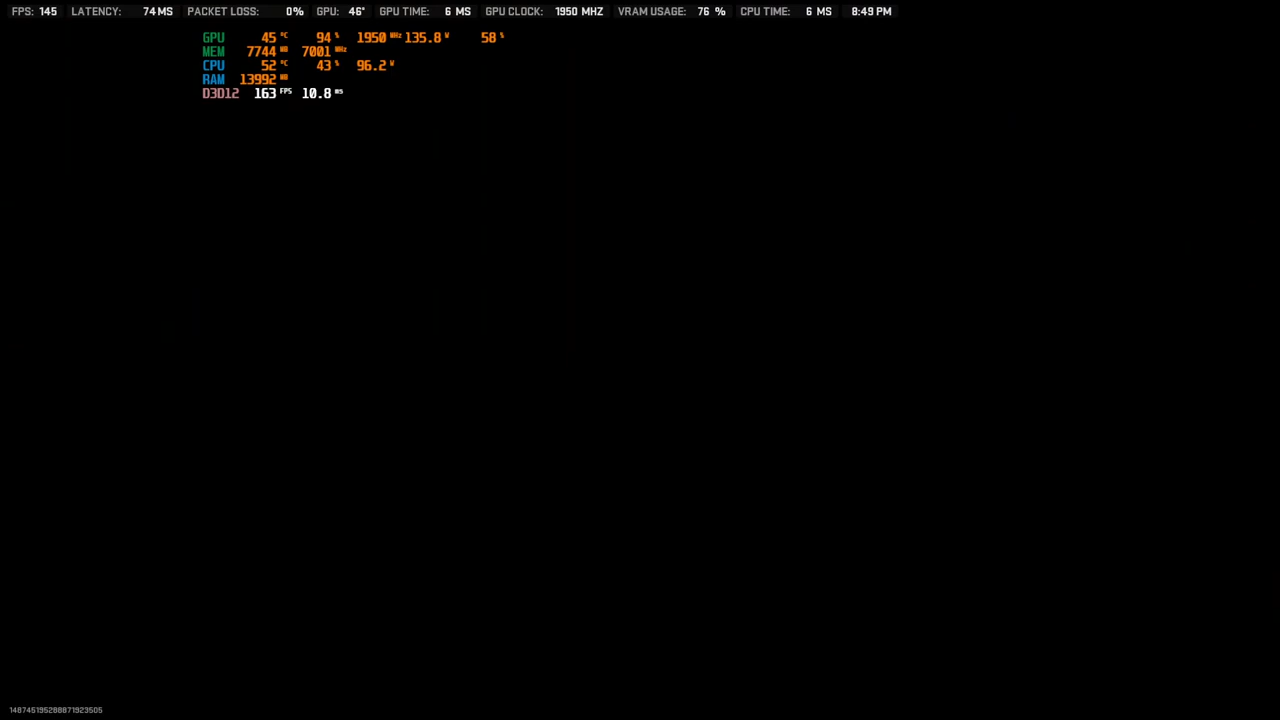 FPS: 145 LATENCY: 74 MS PACKET LOSS: 0% GPU: 46° GPU TIME: 6 MS GPU CLOCK: 1950 MHZ VRAM USAGE: 76 % CPU TIME: 6 MS 8:49 PM
GPU 45 °C 94 % 1950 MHz 135.8 W 58 %
MEM 7744 MB 7001 MHz
CPU 52 °C 43 % 96.2 W
RAM 13992 MB
D3D12 163 FPS 10.8 ms
148745195288871923505